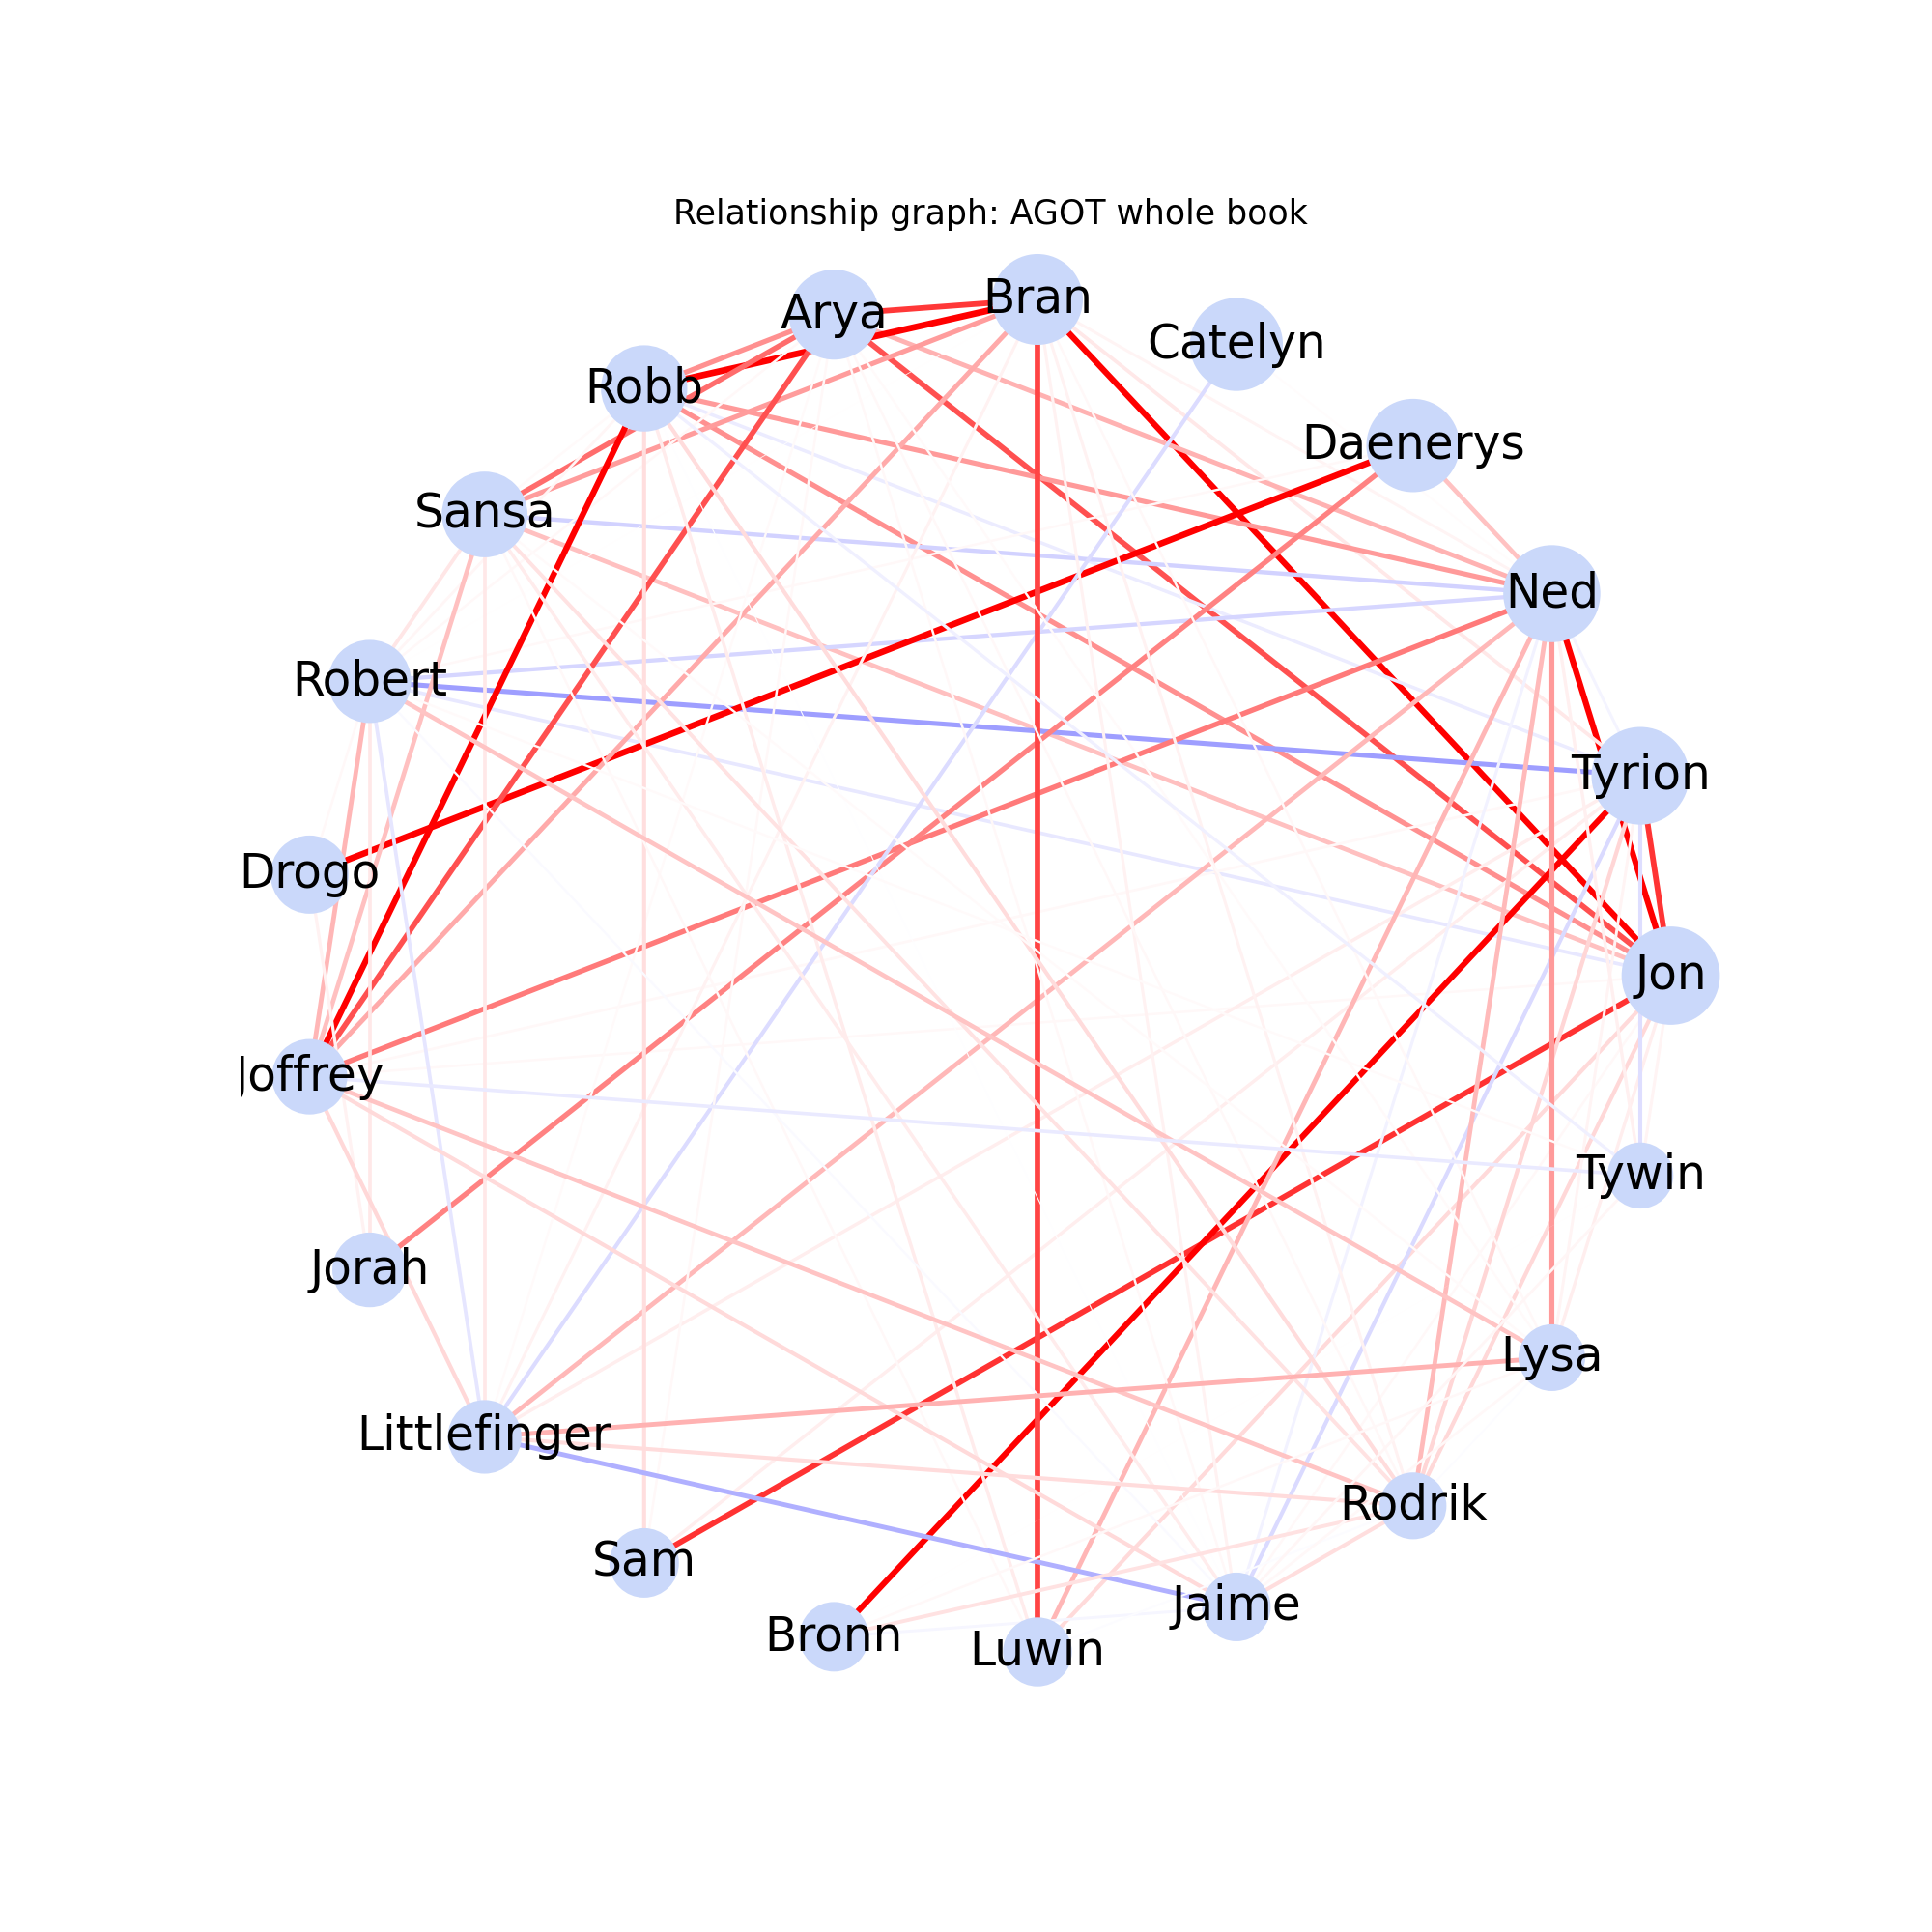 Relationship graph: AGOT whole book
Bran
Arya
Catelyn
Robb
Daenerys
Sansa
Ned
Robert
Tyrion
Drogo
Jon
Joffrey
Tywin
Jorah
Lysa
Littlefinger
Rodrik
Sam
Jaime
Bronn
Luwin